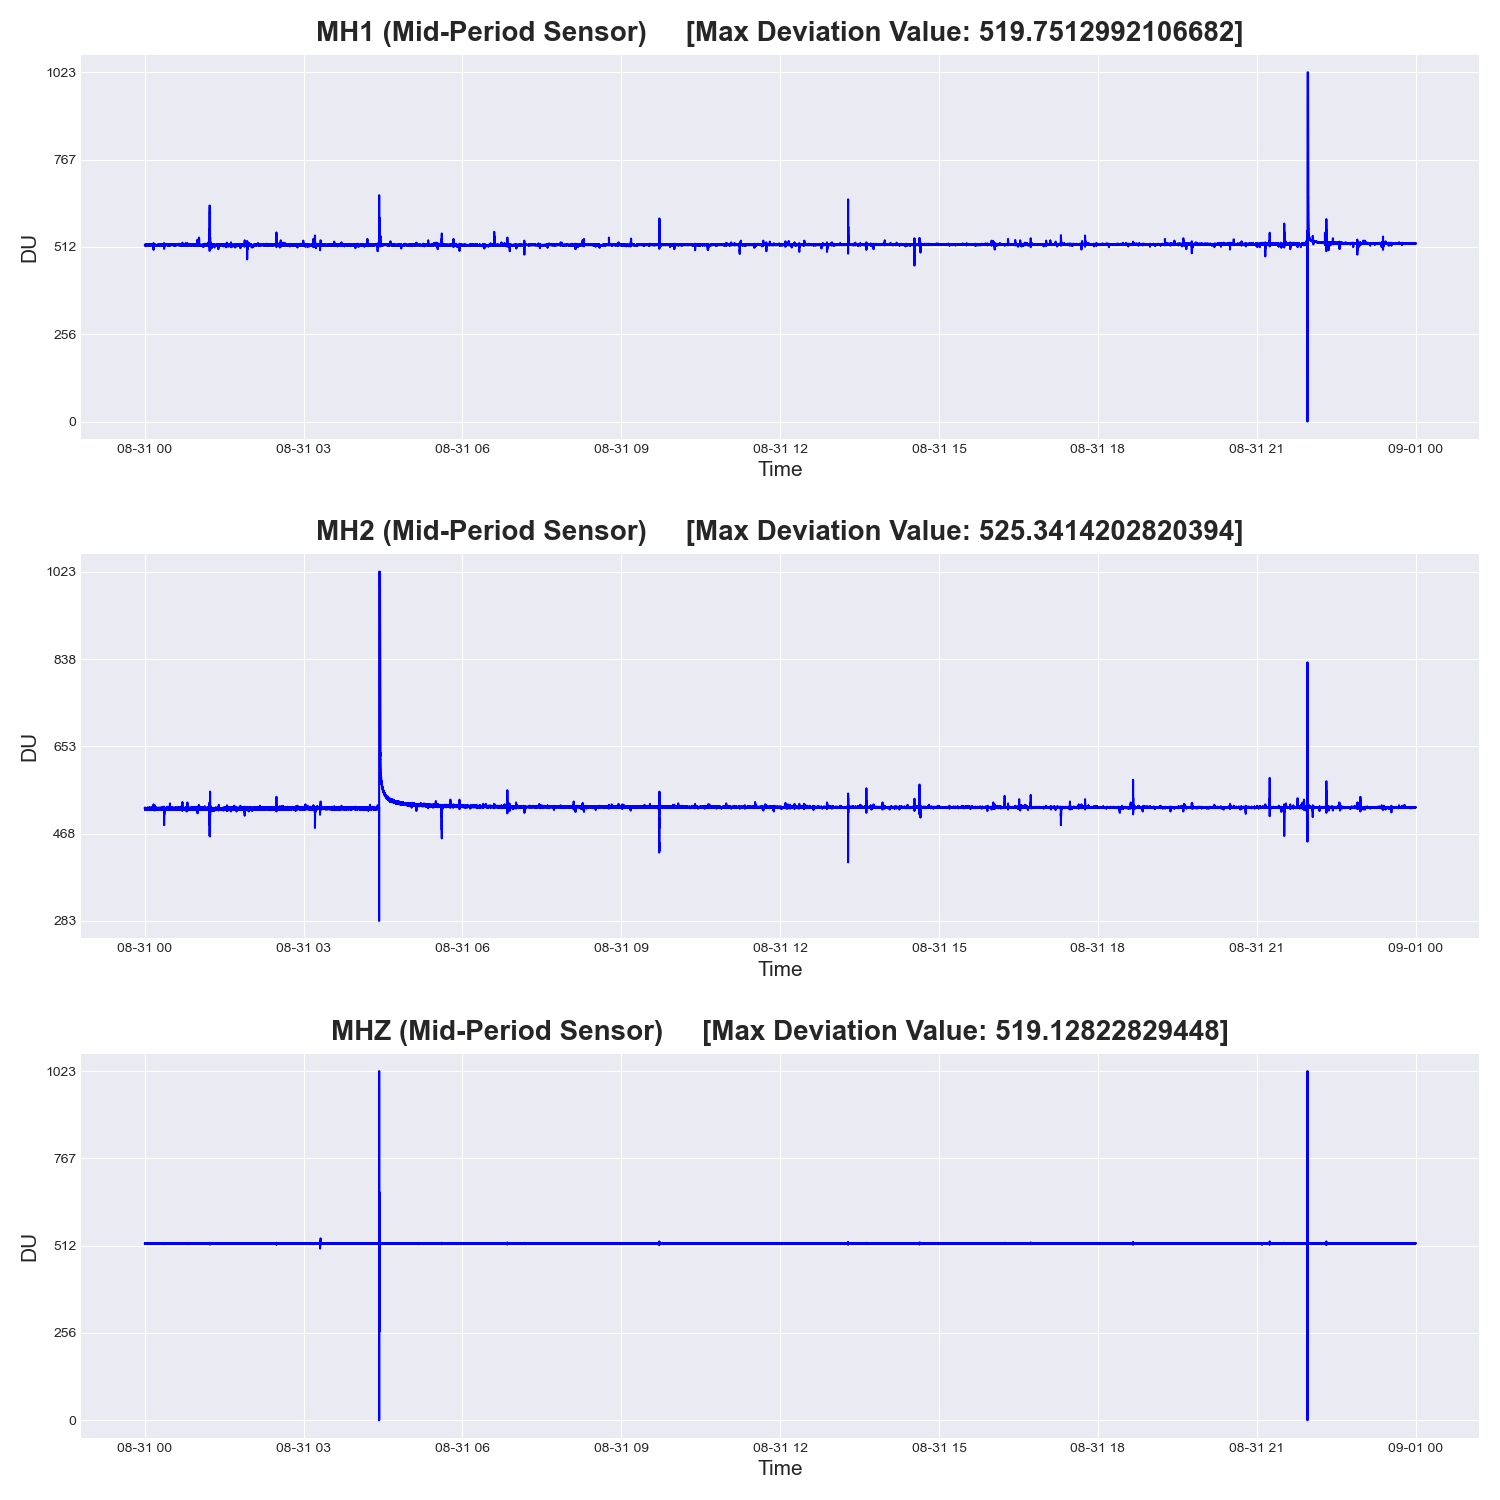 MH1 (Mid-Period Sensor) [Max Deviation Value: 519.7512992106682]
1023
767
512
256
0
DU
08-31 00 08-31 03 08-31 06 08-31 09 08-31 12 08-31 15 08-31 18 08-31 21 09-01 00
Time
MH2 (Mid-Period Sensor) [Max Deviation Value: 525.3414202820394]
1023
838
653
468
283
DU
08-31 00 08-31 03 08-31 06 08-31 09 08-31 12 08-31 15 08-31 18 08-31 21 09-01 00
Time
MHZ (Mid-Period Sensor) [Max Deviation Value: 519.12822829448]
1023
767
512
256
0
DU
08-31 00 08-31 03 08-31 06 08-31 09 08-31 12 08-31 15 08-31 18 08-31 21 09-01 00
Time